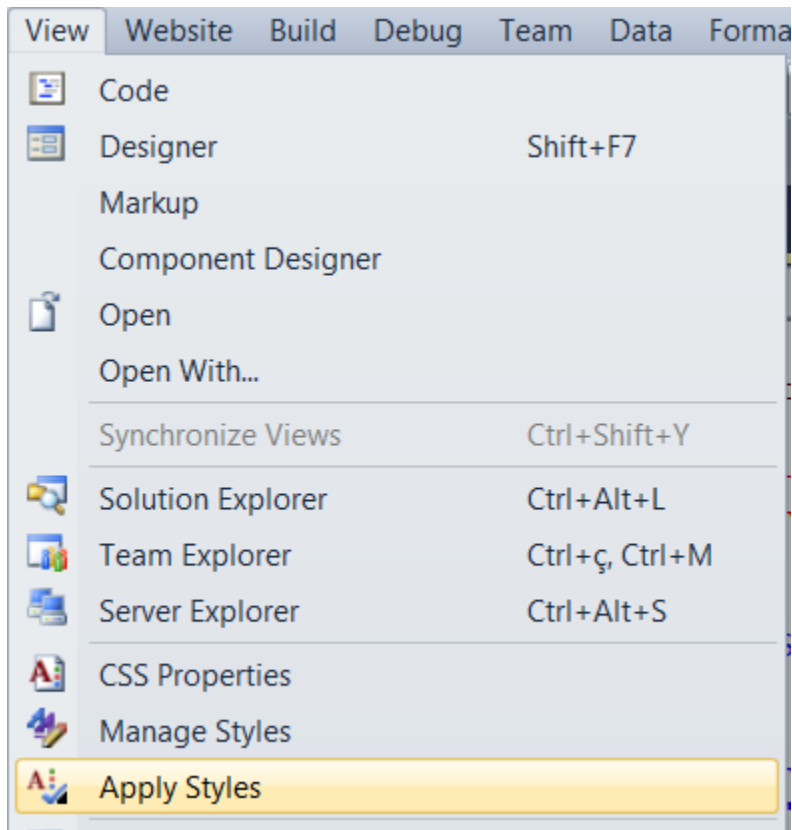 View Website Build Debug Team Data Forma
Code
Designer Shift+F7
Markup
Component Designer
Open
Open With...
Synchronize Views Ctrl+Shift+Y
Solution Explorer Ctrl+Alt+L
Team Explorer Ctrl+ç, Ctrl+M
Server Explorer Ctrl+Alt+S
CSS Properties
Manage Styles
Apply Styles